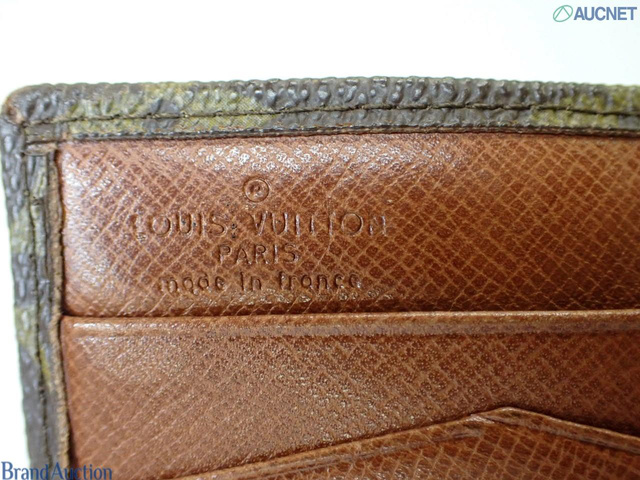 AUCNET
®
LOUIS VUITTON
PARIS
made in france
BrandAuction